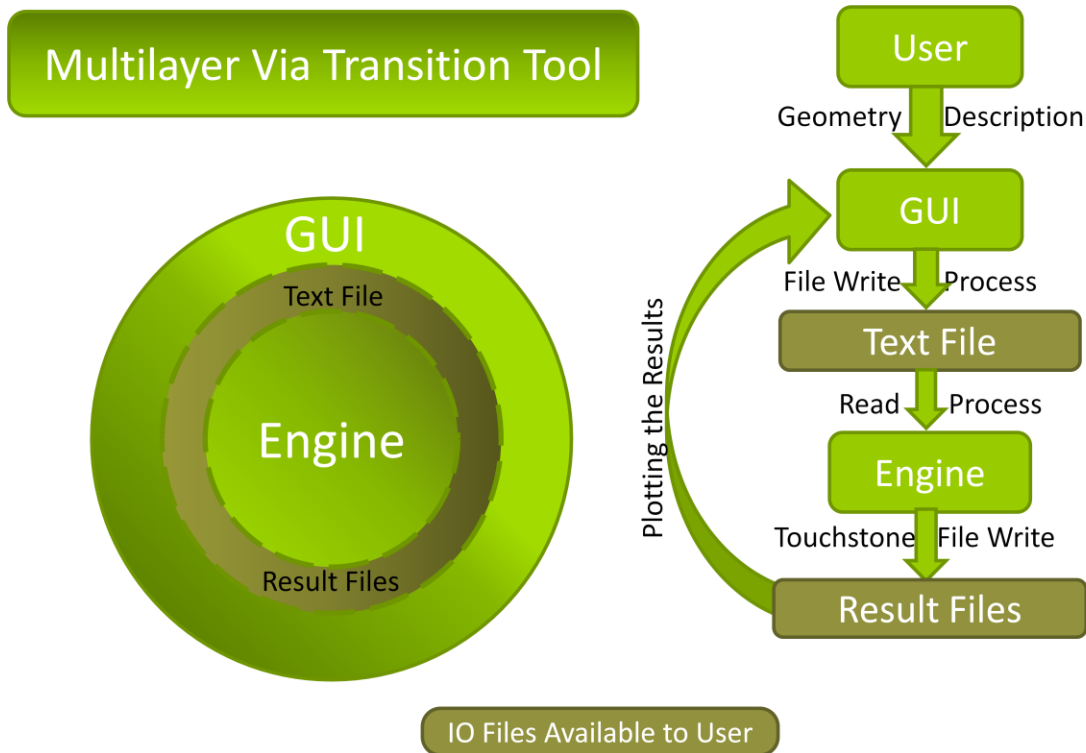 Multilayer Via Transition Tool
GUI
Text File
Engine
Result Files
User
Geometry Description
GUI
File Write Process
Text File
Read Process
Engine
Touchstone File Write
Result Files
Plotting the Results
IO Files Available to User